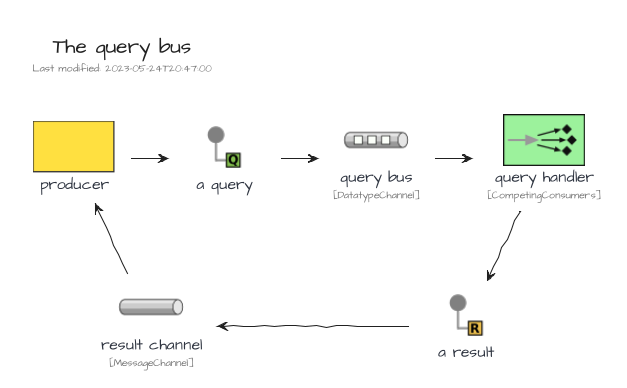 The query bus
Last modified: 2023-05-24T20:47:00
Q
producer
a query
query bus
[DatatypeChannel]
query handler
[CompetingConsumers]
R
result channel
[MessageChannel]
a result